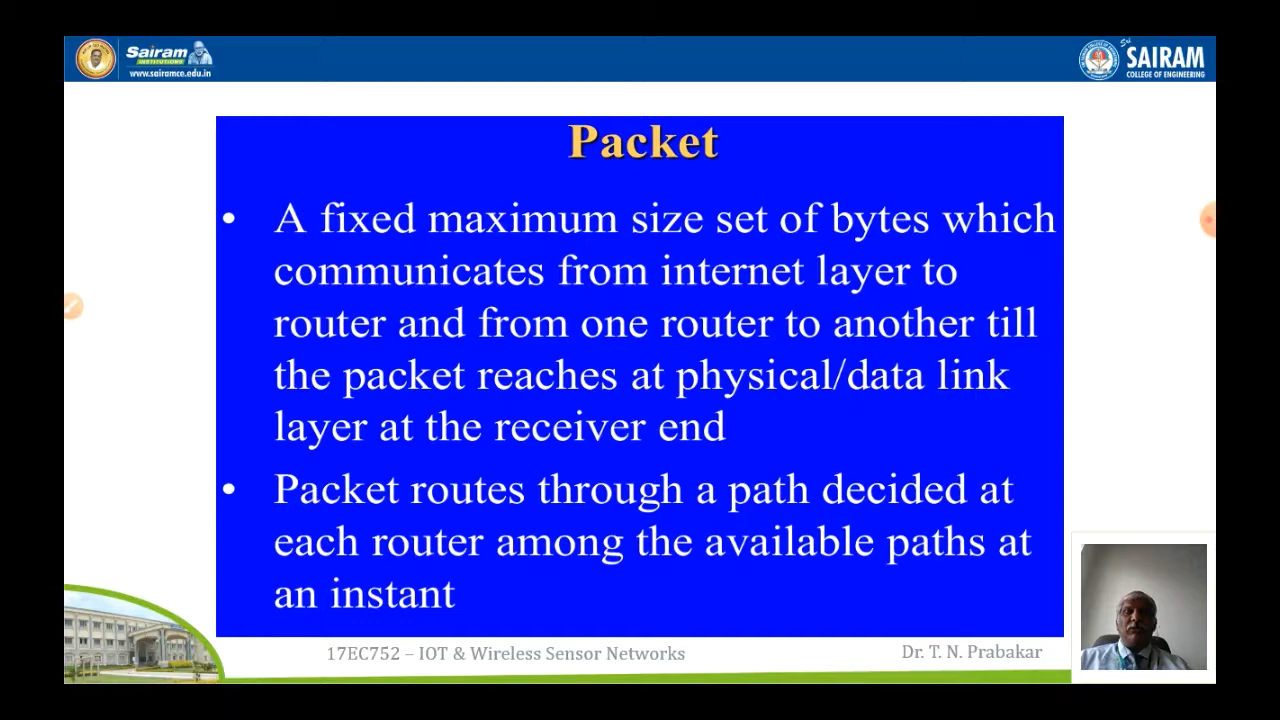 Sairam
INSTITUTIONS
www.sairamce.edu.in
Sri
SAIRAM
COLLEGE OF ENGINEERING
Packet
• A fixed maximum size set of bytes which
communicates from internet layer to
router and from one router to another till
the packet reaches at physical/data link
layer at the receiver end
• Packet routes through a path decided at
each router among the available paths at
an instant
17EC752 – IOT & Wireless Sensor Networks
Dr. T. N. Prabakar